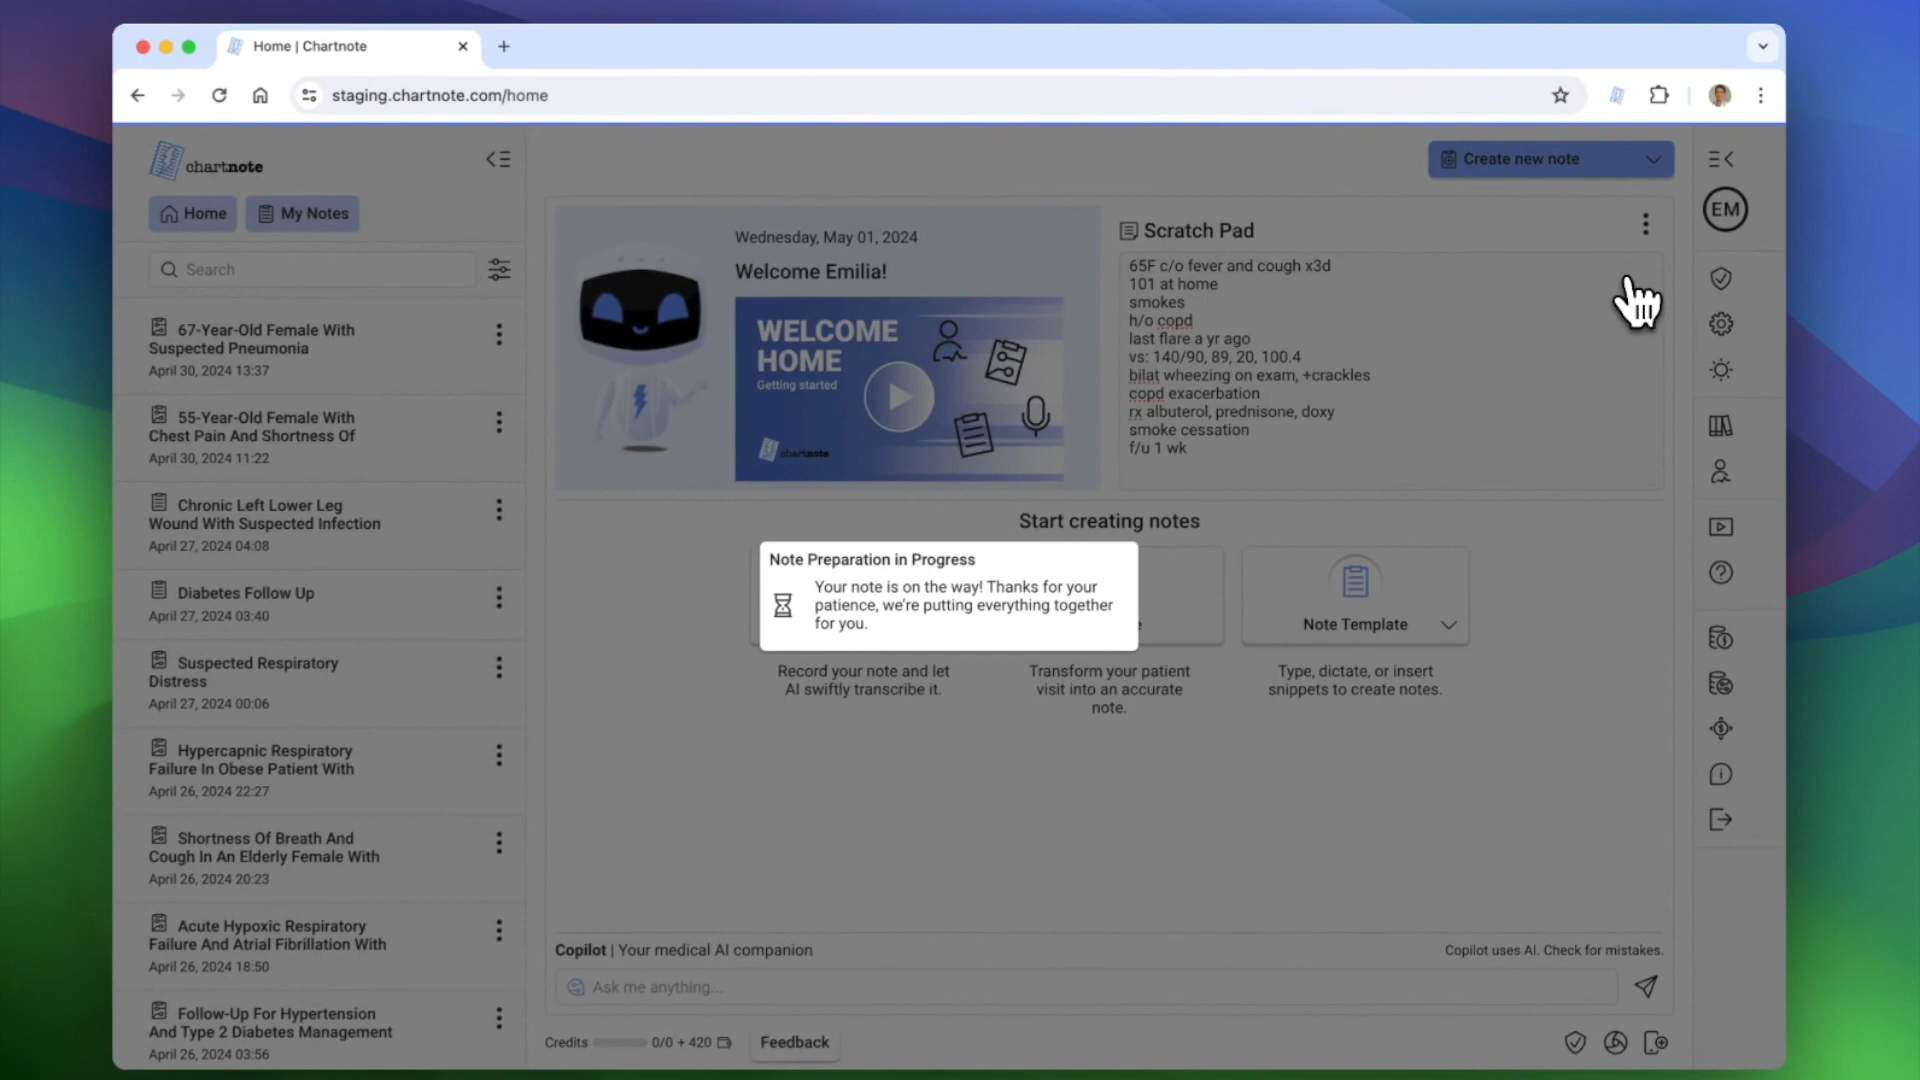 Home | Chartnote
staging.chartnote.com/home
chartnote
Home
My Notes
Search
67-Year-Old Female With
Suspected Pneumonia
April 30, 2024 13:37
55-Year-Old Female With
Chest Pain And Shortness Of
April 30, 2024 11:22
Chronic Left Lower Leg
Wound With Suspected Infection
April 27, 2024 04:08
Diabetes Follow Up
April 27, 2024 03:40
Suspected Respiratory
Distress
April 27, 2024 00:06
Hypercapnic Respiratory
Failure In Obese Patient With
April 26, 2024 22:27
Shortness Of Breath And
Cough In An Elderly Female With
April 26, 2024 20:23
Acute Hypoxic Respiratory
Failure And Atrial Fibrillation With
April 26, 2024 18:50
Follow-Up For Hypertension
And Type 2 Diabetes Management
April 26, 2024 03:56
Create new note
EM
Wednesday, May 01, 2024
Welcome Emilia!
WELCOME
HOME
Getting started
chartnote
Scratch Pad
65F c/o fever and cough x3d
101 at home
smokes
h/o copd
last flare a yr ago
vs: 140/90, 89, 20, 100.4
bilat wheezing on exam, +crackles
copd exacerbation
rx albuterol, prednisone, doxy
smoke cessation
f/u 1 wk
Start creating notes
Note Preparation in Progress
Your note is on the way! Thanks for your
patience, we're putting everything together
for you.
Note Template
Record your note and let
AI swiftly transcribe it.
Transform your patient
visit into an accurate
note.
Type, dictate, or insert
snippets to create notes.
Copilot | Your medical AI companion
Copilot uses AI. Check for mistakes.
Ask me anything...
Credits
0/0 + 420
Feedback